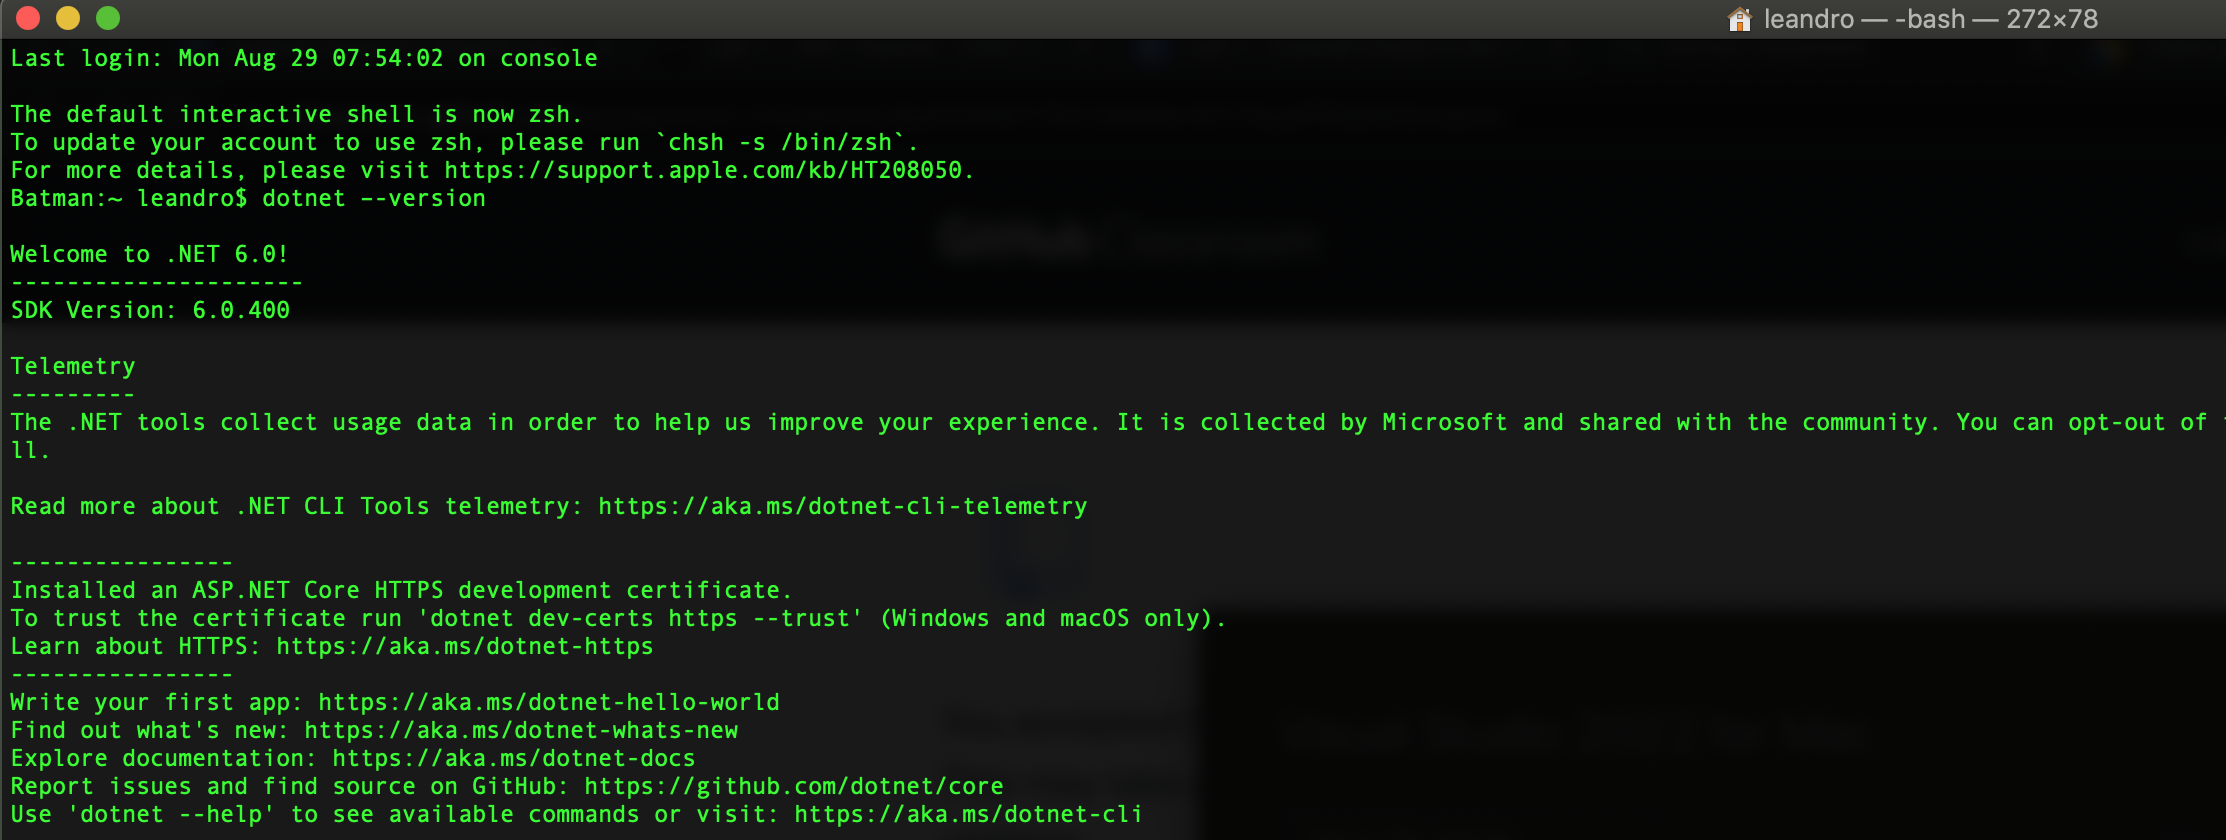 leandro — -bash — 272×78
Last login: Mon Aug 29 07:54:02 on console
The default interactive shell is now zsh.
To update your account to use zsh, please run `chsh -s /bin/zsh`.
For more details, please visit https://support.apple.com/kb/HT208050.
Batman:~ leandro$ dotnet --version
Welcome to .NET 6.0!
---------------------
SDK Version: 6.0.400
Telemetry
---------
The .NET tools collect usage data in order to help us improve your experience. It is collected by Microsoft and shared with the community. You can opt-out of
ll.
Read more about .NET CLI Tools telemetry: https://aka.ms/dotnet-cli-telemetry
----------------
Installed an ASP.NET Core HTTPS development certificate.
To trust the certificate run 'dotnet dev-certs https --trust' (Windows and macOS only).
Learn about HTTPS: https://aka.ms/dotnet-https
----------------
Write your first app: https://aka.ms/dotnet-hello-world
Find out what's new: https://aka.ms/dotnet-whats-new
Explore documentation: https://aka.ms/dotnet-docs
Report issues and find source on GitHub: https://github.com/dotnet/core
Use 'dotnet --help' to see available commands or visit: https://aka.ms/dotnet-cli